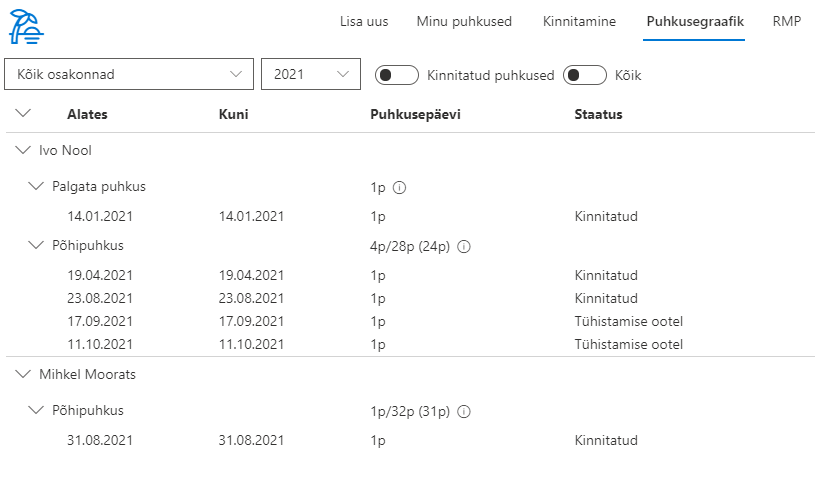 Lisa uus Minu puhkused Kinnitamine Puhkusegraafik RMP
Kõik osakonnad 2021 Kinnitatud puhkused Kõik
Alates Kuni Puhkusepäevi Staatus
Ivo Nool
Palgata puhkus 1p
14.01.2021 14.01.2021 1p Kinnitatud
Põhipuhkus 4p/28p (24p)
19.04.2021 19.04.2021 1p Kinnitatud
23.08.2021 23.08.2021 1p Kinnitatud
17.09.2021 17.09.2021 1p Tühistamise ootel
11.10.2021 11.10.2021 1p Tühistamise ootel
Mihkel Moorats
Põhipuhkus 1p/32p (31p)
31.08.2021 31.08.2021 1p Kinnitatud